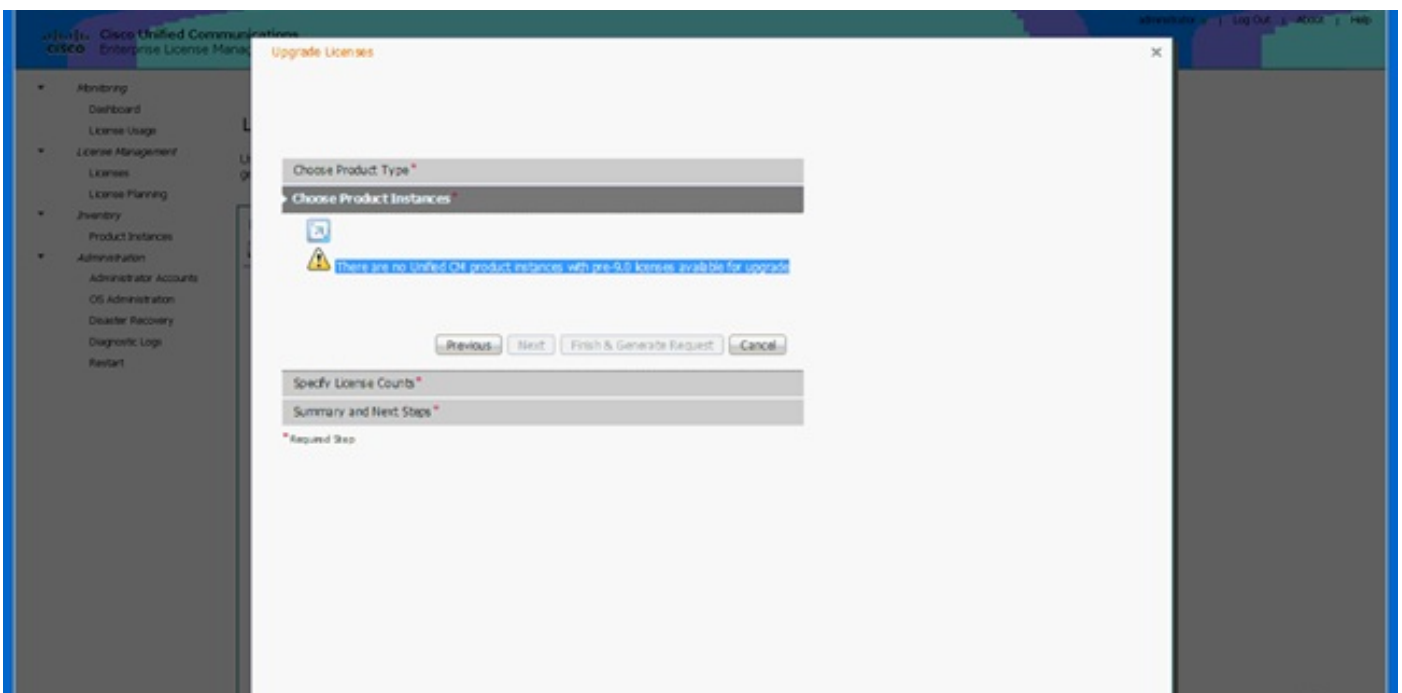 administrator | Log Out | About | Help
cisco Cisco Unified Communications
Enterprise License Manag
Upgrade Licenses
Monitoring
Dashboard
License Usage
License Management
Licenses
License Planning
Inventory
Product Instances
Administration
Administrator Accounts
OS Administration
Disaster Recovery
Diagnostic Logs
Restart
Choose Product Type*
Choose Product Instances*
There are no Unified CM product instances with pre-9.0 licenses available for upgrade
Previous Next Finish & Generate Request Cancel
Specify License Counts*
Summary and Next Steps*
*Required Step